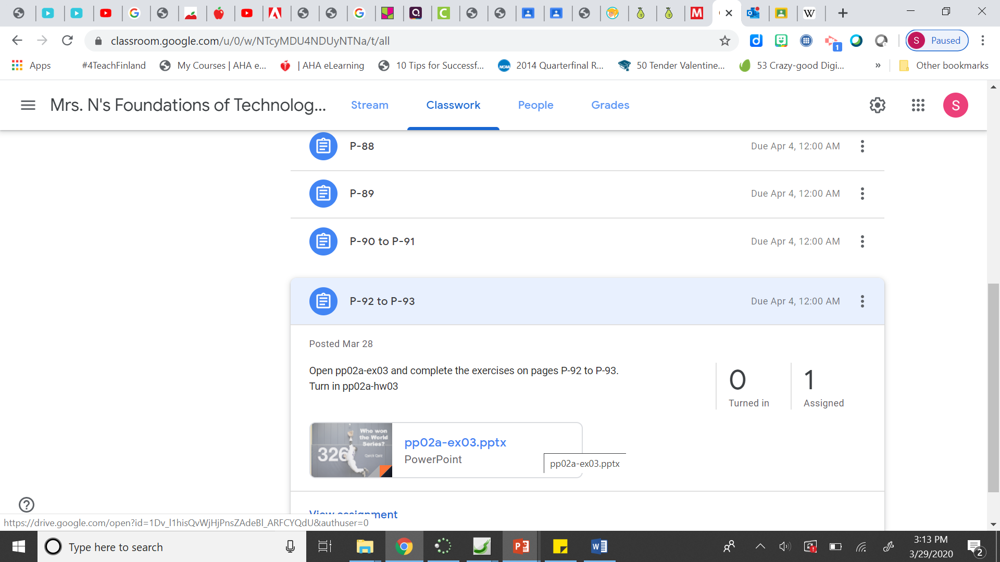 classroom.google.com/u/0/w/NTcyMDU4NDUyNTNa/t/all
S Paused
1
Apps
#4TeachFinland
My Courses | AHA e...
| AHA eLearning
10 Tips for Successf...
2014 Quarterfinal R...
50 Tender Valentine...
53 Crazy-good Digi...
»
Other bookmarks
Mrs. N's Foundations of Technolog...
Stream
Classwork
People
Grades
S
P-88
Due Apr 4, 12:00 AM
P-89
Due Apr 4, 12:00 AM
P-90 to P-91
Due Apr 4, 12:00 AM
P-92 to P-93
Due Apr 4, 12:00 AM
Posted Mar 28
Open pp02a-ex03 and complete the exercises on pages P-92 to P-93.
Turn in pp02a-hw03
0
Turned in
1
Assigned
Who won
the World
Series?
Quick Quiz
326
pp02a-ex03.pptx
PowerPoint
pp02a-ex03.pptx
View assignment
https://drive.google.com/open?id=1Dv_l1hisQvWjHjPnsZAdeBl_ARFCYQdU&authuser=0
Type here to search
3:13 PM
3/29/2020
2